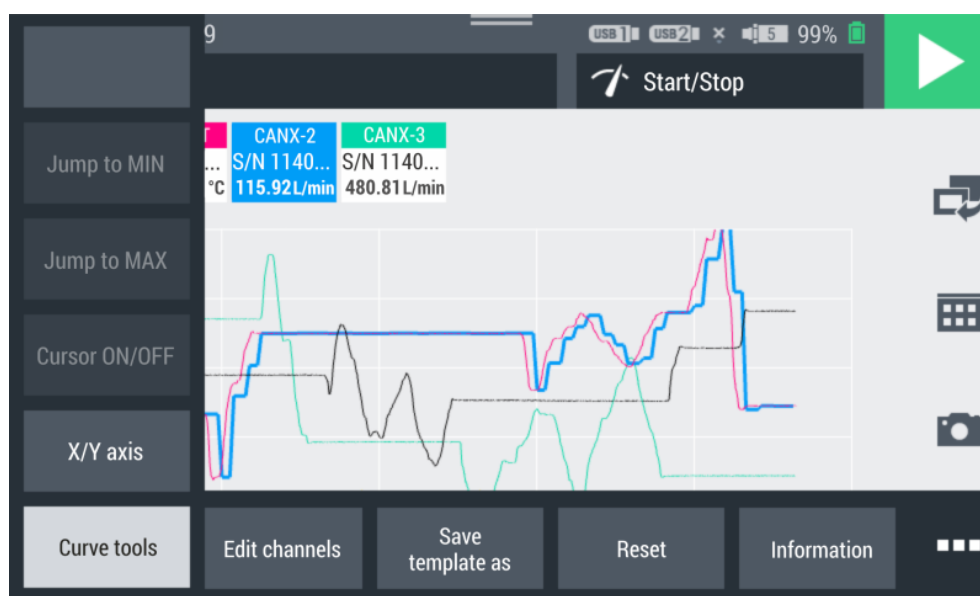 9
USB 1
USB 2
5
99%
Start/Stop
T
CANX-2
CANX-3
...
S/N 1140...
S/N 1140...
°C
115.92L/min
480.81L/min
Jump to MIN
Jump to MAX
Cursor ON/OFF
X/Y axis
Curve tools
Edit channels
Save
template as
Reset
Information